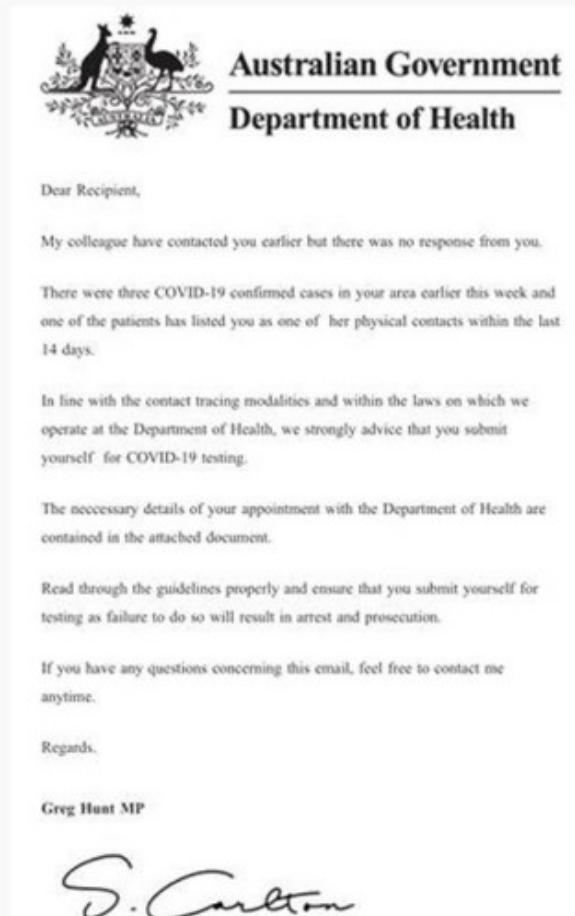 AUSTRALIA
Australian Government
Department of Health
Dear Recipient,
My colleague have contacted you earlier but there was no response from you.
There were three COVID-19 confirmed cases in your area earlier this week and
one of the patients has listed you as one of her physical contacts within the last
14 days.
In line with the contact tracing modalities and within the laws on which we
operate at the Department of Health, we strongly advice that you submit
yourself for COVID-19 testing.
The neccessary details of your appointment with the Department of Health are
contained in the attached document.
Read through the guidelines properly and ensure that you submit yourself for
testing as failure to do so will result in arrest and prosecution.
If you have any questions concerning this email, feel free to contact me
anytime.
Regards.
Greg Hunt MP
S. Carlton